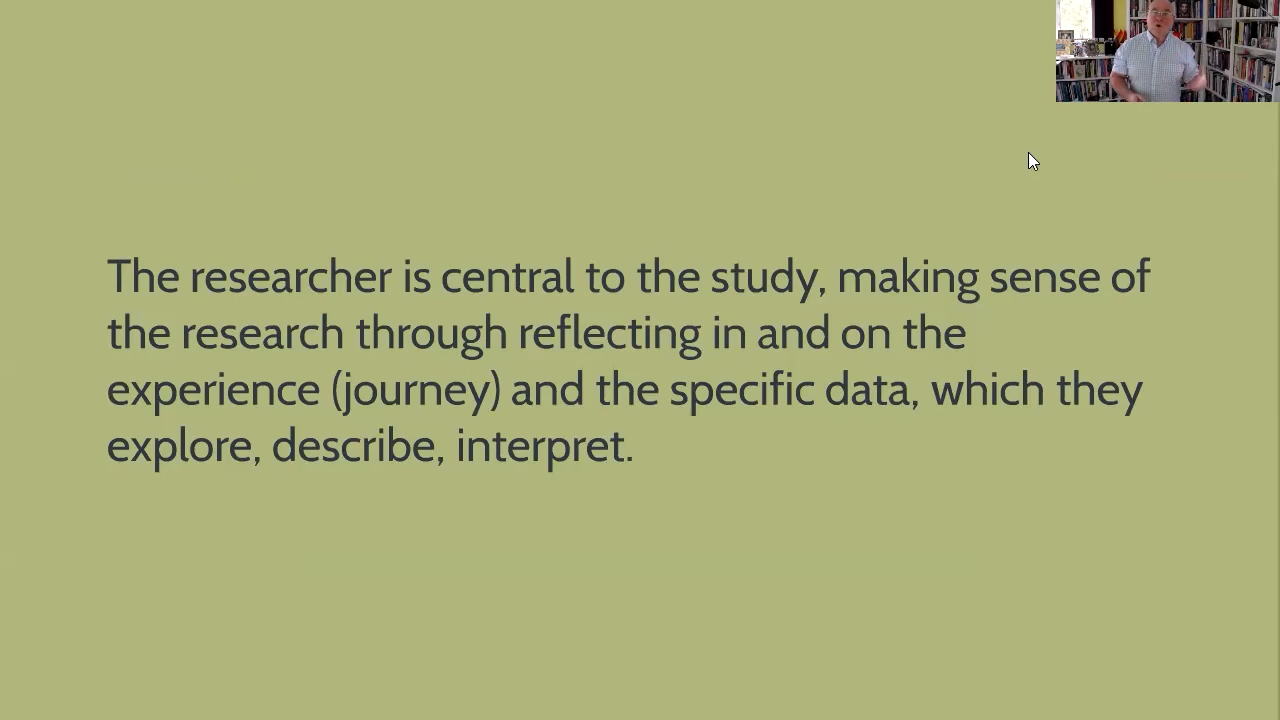 The researcher is central to the study, making sense of
the research through reflecting in and on the
experience (journey) and the specific data, which they
explore, describe, interpret.